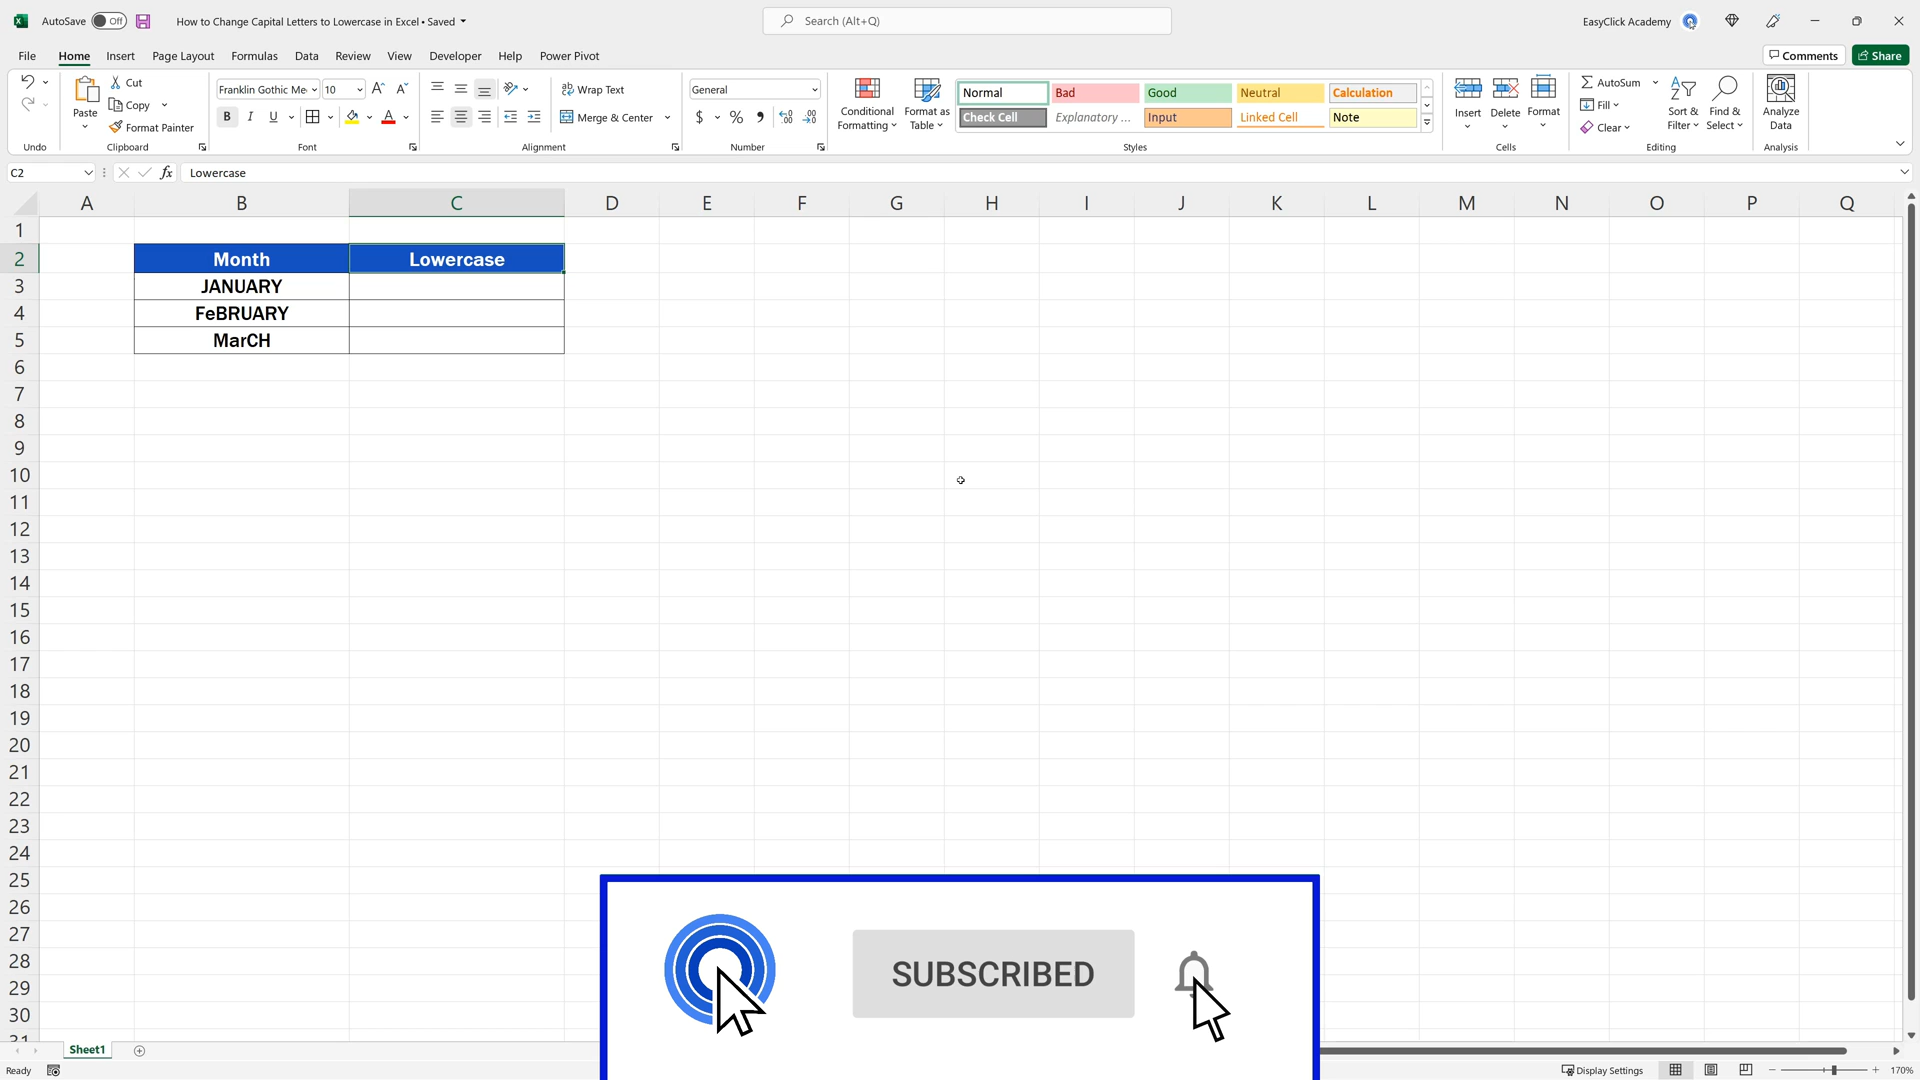 AutoSave Off How to Change Capital Letters to Lowercase in Excel • Saved Search (Alt+Q) EasyClick Academy
File Home Insert Page Layout Formulas Data Review View Developer Help Power Pivot Comments Share
Paste
Cut
Copy
Format Painter
Franklin Gothic Me 10
B I U
Wrap Text
Merge & Center
General
$ %
Conditional Formatting
Format as Table
Normal Bad Good Neutral Calculation
Check Cell Explanatory ... Input Linked Cell Note
Insert Delete Format
AutoSum
Fill
Clear
Sort & Filter
Find & Select
Analyze Data
Undo Clipboard Font Alignment Number Styles Cells Editing Analysis
C2 fx Lowercase
A B C D E F G H I J K L M N O P Q
1
2 Month Lowercase
3 JANUARY
4 FeBRUARY
5 MarCH
6
7
8
9
10
11
12
13
14
15
16
17
18
19
20
21
22
23
24
25
26
27
28
29
30
31
SUBSCRIBED
Sheet1
Ready Display Settings 170%